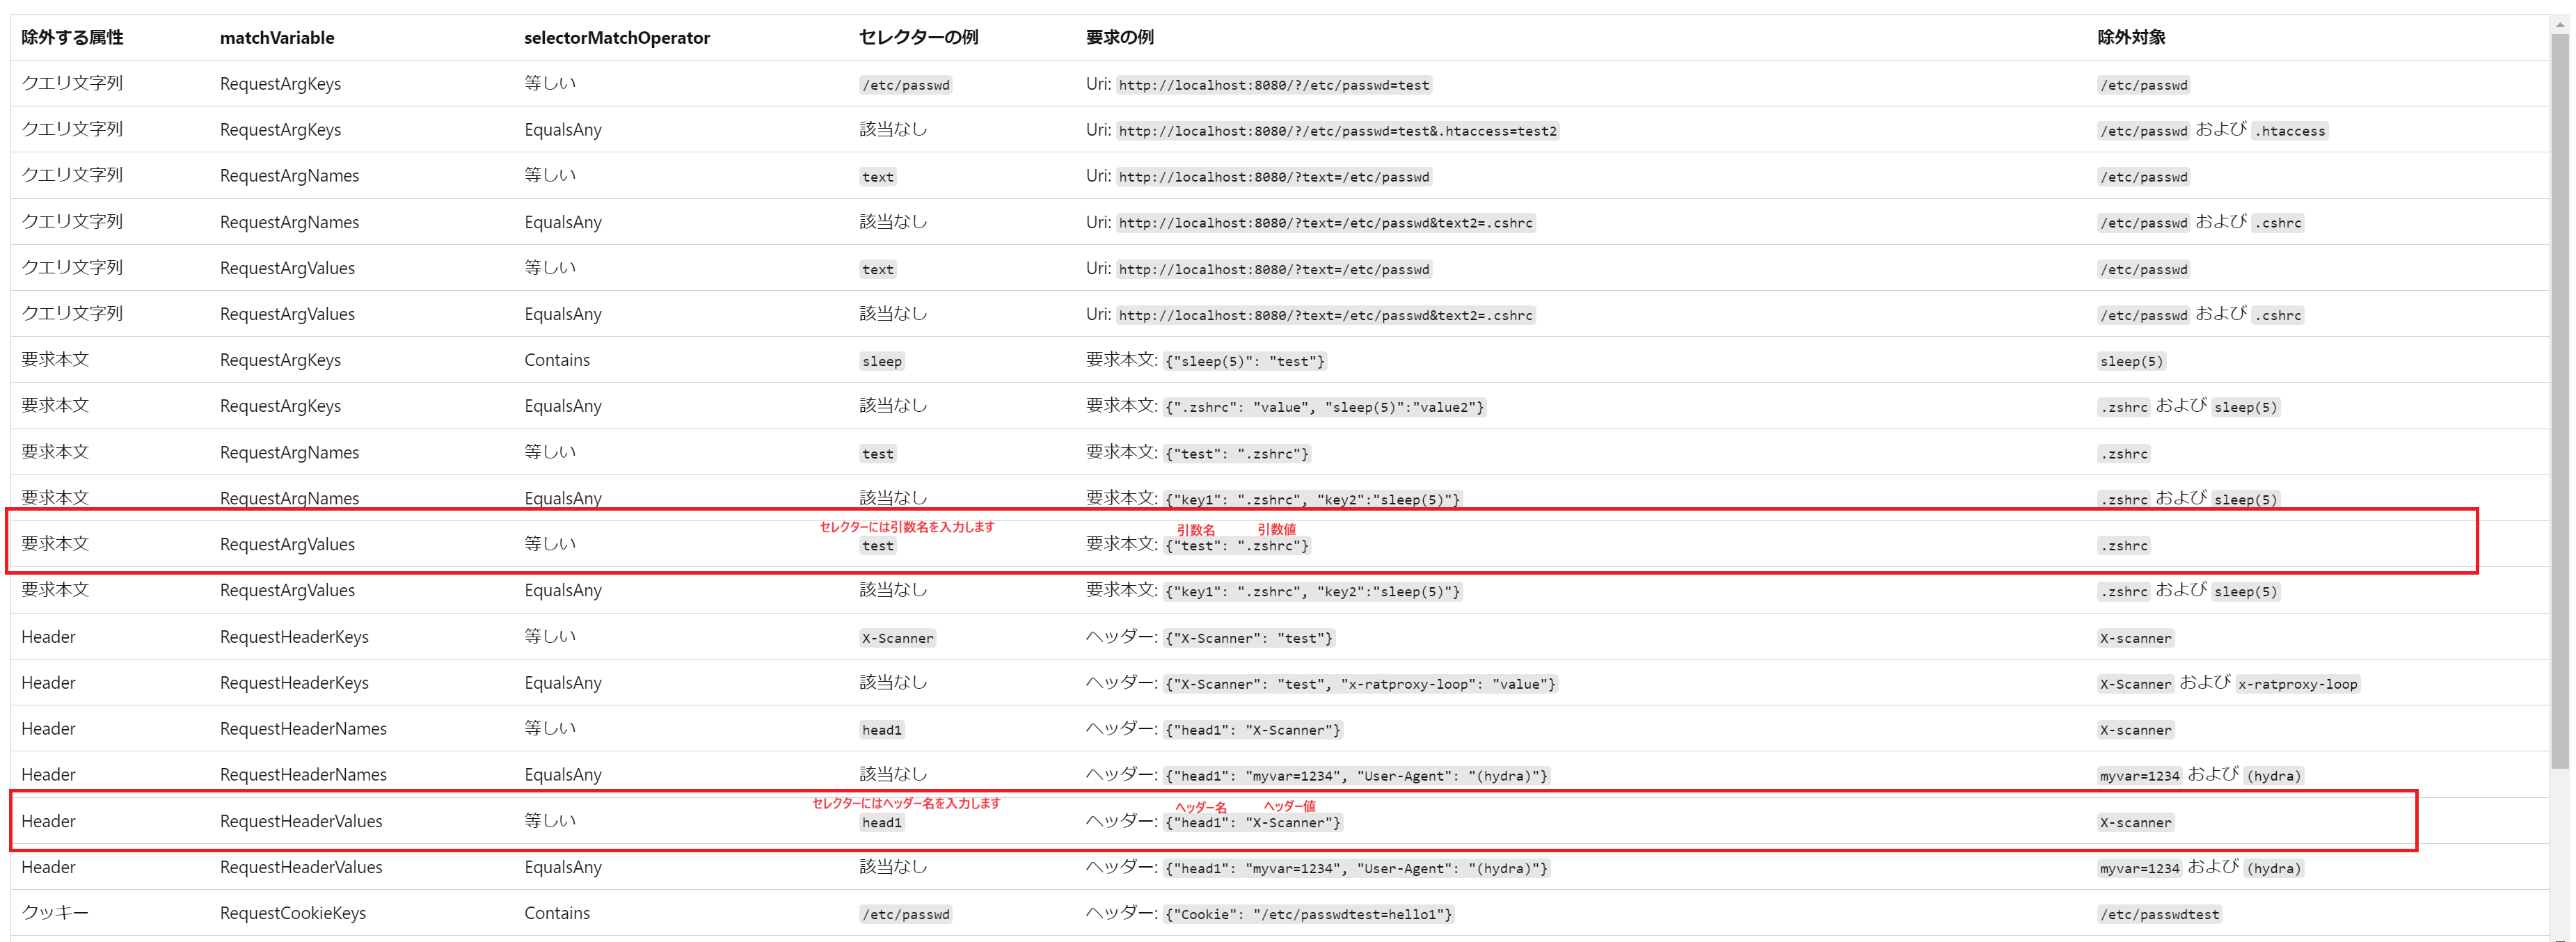 除外する属性 matchVariable selectorMatchOperator セレクターの例 要求の例 除外対象
クエリ文字列 RequestArgKeys 等しい /etc/passwd Uri: http://localhost:8080/?/etc/passwd=test /etc/passwd
クエリ文字列 RequestArgKeys EqualsAny 該当なし Uri: http://localhost:8080/?/etc/passwd=test&.htaccess=test2 /etc/passwd および .htaccess
クエリ文字列 RequestArgNames 等しい text Uri: http://localhost:8080/?text=/etc/passwd /etc/passwd
クエリ文字列 RequestArgNames EqualsAny 該当なし Uri: http://localhost:8080/?text=/etc/passwd&text2=.cshrc /etc/passwd および .cshrc
クエリ文字列 RequestArgValues 等しい text Uri: http://localhost:8080/?text=/etc/passwd /etc/passwd
クエリ文字列 RequestArgValues EqualsAny 該当なし Uri: http://localhost:8080/?text=/etc/passwd&text2=.cshrc /etc/passwd および .cshrc
要求本文 RequestArgKeys Contains sleep 要求本文: {"sleep(5)": "test"} sleep(5)
要求本文 RequestArgKeys EqualsAny 該当なし 要求本文: {".zshrc": "value", "sleep(5)":"value2"} .zshrc および sleep(5)
要求本文 RequestArgNames 等しい test 要求本文: {"test": ".zshrc"} .zshrc
要求本文 RequestArgNames EqualsAny 該当なし 要求本文: {"key1": ".zshrc", "key2":"sleep(5)"} .zshrc および sleep(5)
セレクターには引数名を入力します 引数名 引数値
要求本文 RequestArgValues 等しい test 要求本文: {"test": ".zshrc"} .zshrc
要求本文 RequestArgValues EqualsAny 該当なし 要求本文: {"key1": ".zshrc", "key2":"sleep(5)"} .zshrc および sleep(5)
Header RequestHeaderKeys 等しい X-Scanner ヘッダー: {"X-Scanner": "test"} X-scanner
Header RequestHeaderKeys EqualsAny 該当なし ヘッダー: {"X-Scanner": "test", "x-ratproxy-loop": "value"} X-Scanner および x-ratproxy-loop
Header RequestHeaderNames 等しい head1 ヘッダー: {"head1": "X-Scanner"} X-scanner
Header RequestHeaderNames EqualsAny 該当なし ヘッダー: {"head1": "myvar=1234", "User-Agent": "(hydra)"} myvar=1234 および (hydra)
セレクターにはヘッダー名を入力します ヘッダー名 ヘッダー値
Header RequestHeaderValues 等しい head1 ヘッダー: {"head1": "X-Scanner"} X-scanner
Header RequestHeaderValues EqualsAny 該当なし ヘッダー: {"head1": "myvar=1234", "User-Agent": "(hydra)"} myvar=1234 および (hydra)
クッキー RequestCookieKeys Contains /etc/passwd ヘッダー: {"Cookie": "/etc/passwdtest=hello1"} /etc/passwdtest